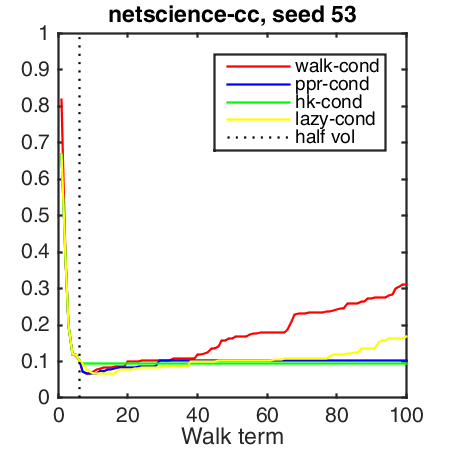 netscience-cc, seed 53
walk-cond
ppr-cond
hk-cond
lazy-cond
half vol
1
0.9
0.8
0.7
0.6
0.5
0.4
0.3
0.2
0.1
0
0 20 40 60 80 100
Walk term